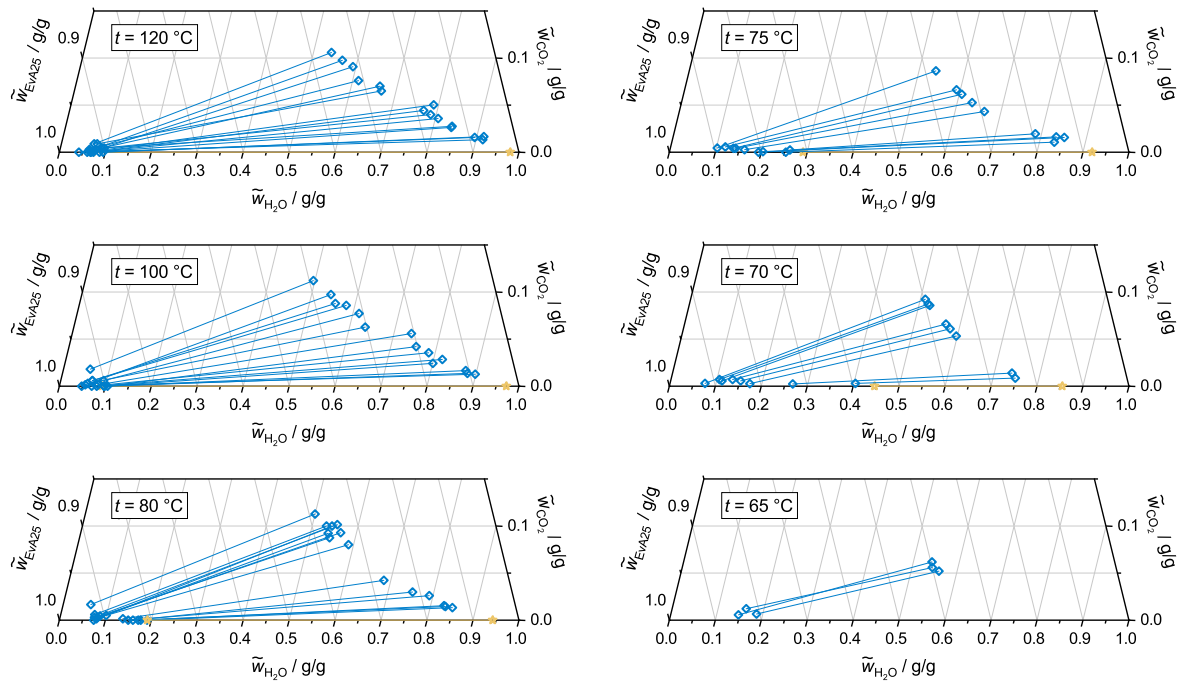 t = 120 °C
0.9
1.0
w̃EvA25 / g/g
0.1
0.0
w̃CO2 / g/g
0.0 0.1 0.2 0.3 0.4 0.5 0.6 0.7 0.8 0.9 1.0
w̃H2O / g/g
t = 75 °C
0.9
1.0
w̃EvA25 / g/g
0.1
0.0
w̃CO2 / g/g
0.0 0.1 0.2 0.3 0.4 0.5 0.6 0.7 0.8 0.9 1.0
w̃H2O / g/g
t = 100 °C
0.9
1.0
w̃EvA25 / g/g
0.1
0.0
w̃CO2 / g/g
0.0 0.1 0.2 0.3 0.4 0.5 0.6 0.7 0.8 0.9 1.0
w̃H2O / g/g
t = 70 °C
0.9
1.0
w̃EvA25 / g/g
0.1
0.0
w̃CO2 / g/g
0.0 0.1 0.2 0.3 0.4 0.5 0.6 0.7 0.8 0.9 1.0
w̃H2O / g/g
t = 80 °C
0.9
1.0
w̃EvA25 / g/g
0.1
0.0
w̃CO2 / g/g
0.0 0.1 0.2 0.3 0.4 0.5 0.6 0.7 0.8 0.9 1.0
w̃H2O / g/g
t = 65 °C
0.9
1.0
w̃EvA25 / g/g
0.1
0.0
w̃CO2 / g/g
0.0 0.1 0.2 0.3 0.4 0.5 0.6 0.7 0.8 0.9 1.0
w̃H2O / g/g